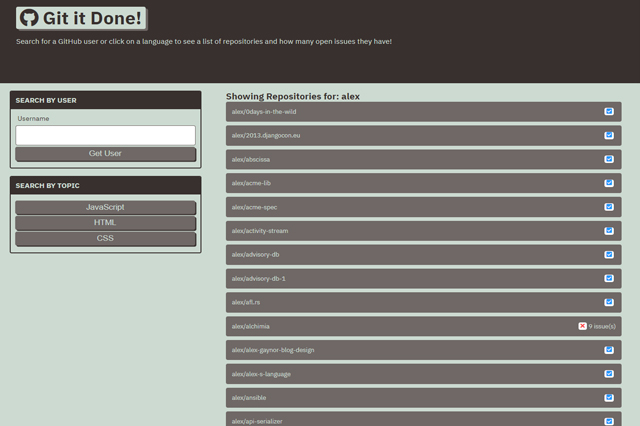 Git it Done!
Search for a GitHub user or click on a language to see a list of repositories and how many open issues they have!
SEARCH BY USER
Username
Get User
SEARCH BY TOPIC
JavaScript
HTML
CSS
Showing Repositories for: alex
alex/0days-in-the-wild
alex/2013.djangocon.eu
alex/abscissa
alex/acme-lib
alex/acme-spec
alex/activity-stream
alex/advisory-db
alex/advisory-db-1
alex/afl.rs
alex/alchimia 9 issue(s)
alex/alex-gaynor-blog-design
alex/alex-s-language
alex/ansible
alex/api-serializer